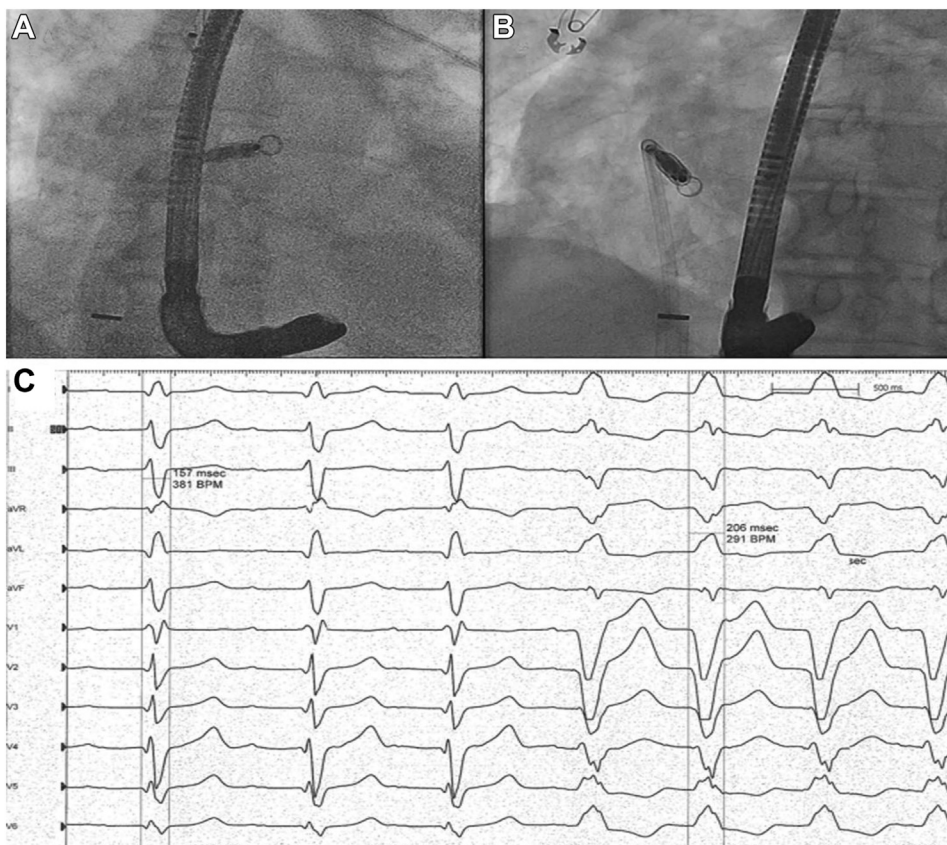 A
B
C
I
500 ms
II
III
157 msec
381 BPM
aVR
206 msec
291 BPM
aVL
sec
aVF
V1
V2
V3
V4
V5
V6